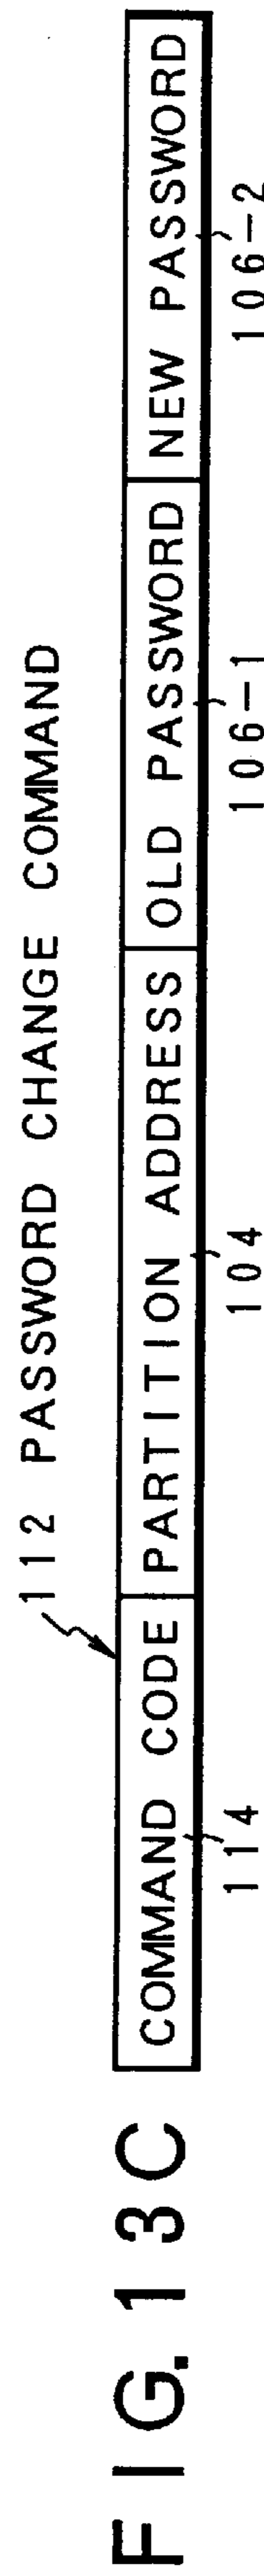 112 PASSWORD CHANGE COMMAND
COMMAND CODE PARTITION ADDRESS OLD PASSWORD NEW PASSWORD
114 104 106-1 106-2
FIG. 13C